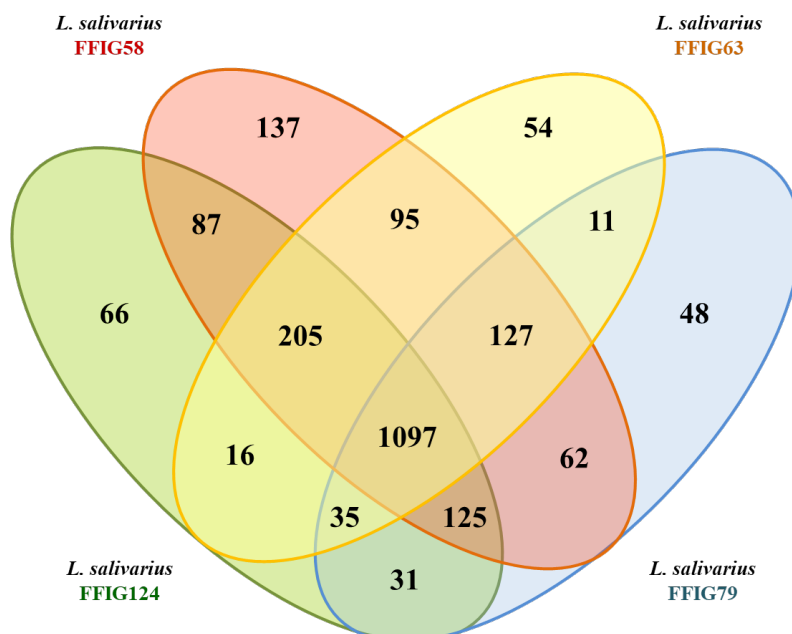 L. salivarius
FFIG58
L. salivarius
FFIG63
137
54
87
95
11
66
205
127
48
16
1097
62
35
125
31
L. salivarius
FFIG124
L. salivarius
FFIG79